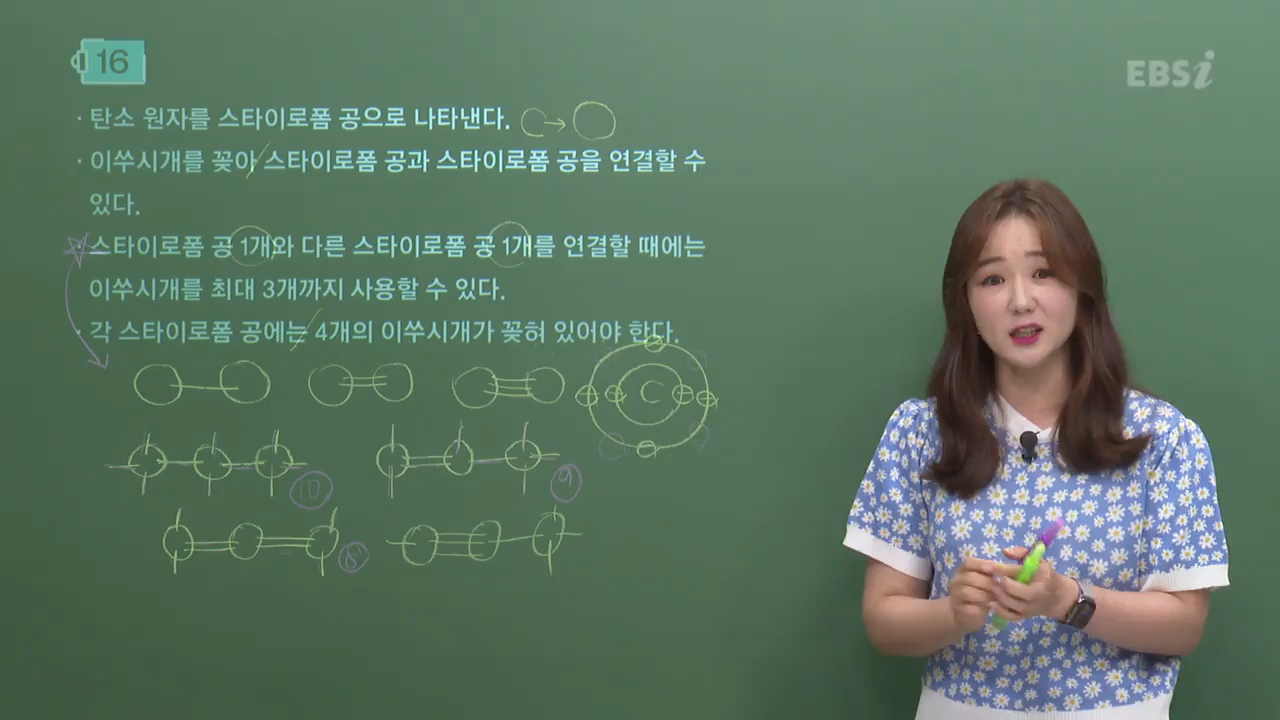 16
EBSi
· 탄소 원자를 스타이로폼 공으로 나타낸다.
· 이쑤시개를 꽂아 스타이로폼 공과 스타이로폼 공을 연결할 수
있다.
· 스타이로폼 공 1개와 다른 스타이로폼 공 1개를 연결할 때에는
이쑤시개를 최대 3개까지 사용할 수 있다.
· 각 스타이로폼 공에는 4개의 이쑤시개가 꽂혀 있어야 한다.
C
10
9
8